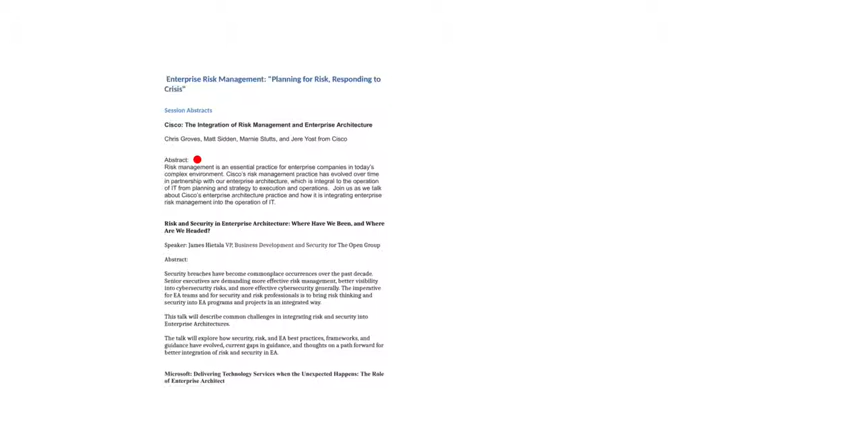 Enterprise Risk Management: "Planning for Risk, Responding to
Crisis"
Session Abstracts
Cisco: The Integration of Risk Management and Enterprise Architecture
Chris Groves, Matt Sidden, Marnie Stutts, and Jere Yost from Cisco
Abstract:
Risk management is an essential practice for enterprise companies in today's
complex environment. Cisco's risk management practice has evolved over time
in partnership with our enterprise architecture, which is integral to the operation
of IT from planning and strategy to execution and operations. Join us as we talk
about Cisco's enterprise architecture practice and how it is integrating enterprise
risk management into the operation of IT.
Risk and Security in Enterprise Architecture: Where Have We Been, and Where
Are We Headed?
Speaker: James Hietala VP, Business Development and Security for The Open Group
Abstract:
Security breaches have become commonplace occurrences over the past decade.
Senior executives are demanding more effective risk management, better visibility
into cybersecurity risks, and more effective cybersecurity generally. The imperative
for EA teams and for security and risk professionals is to bring risk thinking and
security into EA programs and projects in an integrated way.
This talk will describe common challenges in integrating risk and security into
Enterprise Architectures.
The talk will explore how security, risk, and EA best practices, frameworks, and
guidance have evolved, current gaps in guidance, and thoughts on a path forward for
better integration of risk and security in EA.
Microsoft: Delivering Technology Services when the Unexpected Happens: The Role
of Enterprise Architect